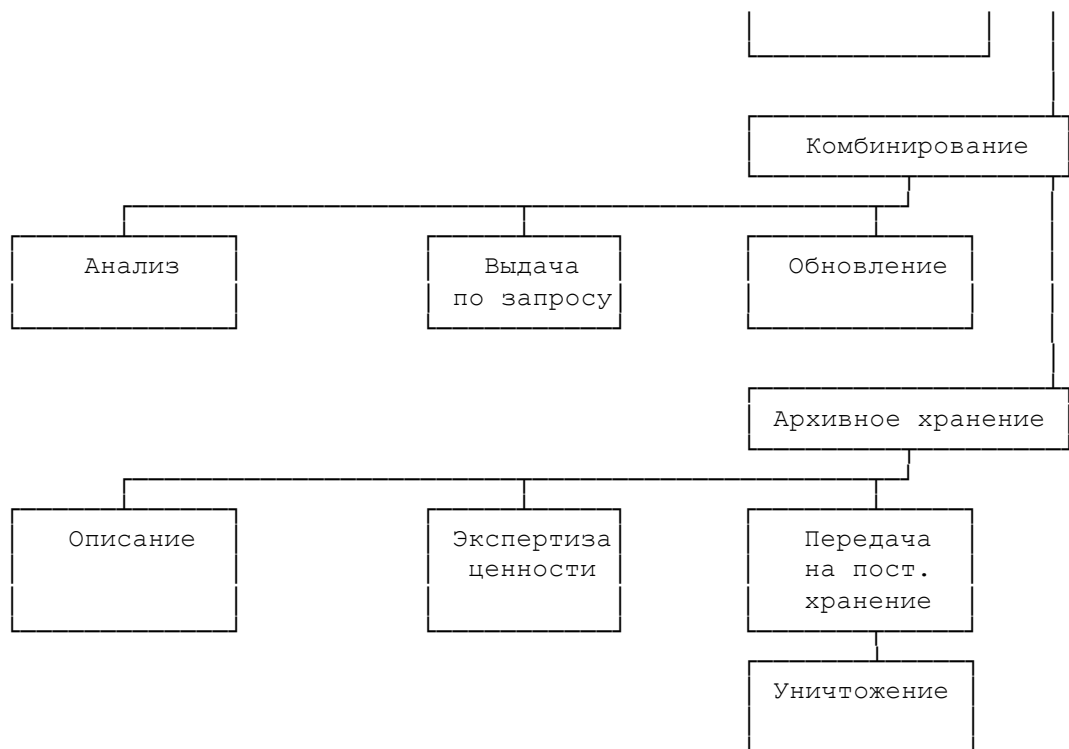 Комбинирование
Анализ
Выдача
по запросу
Обновление
Архивное хранение
Описание
Экспертиза
ценности
Передача
на пост.
хранение
Уничтожение